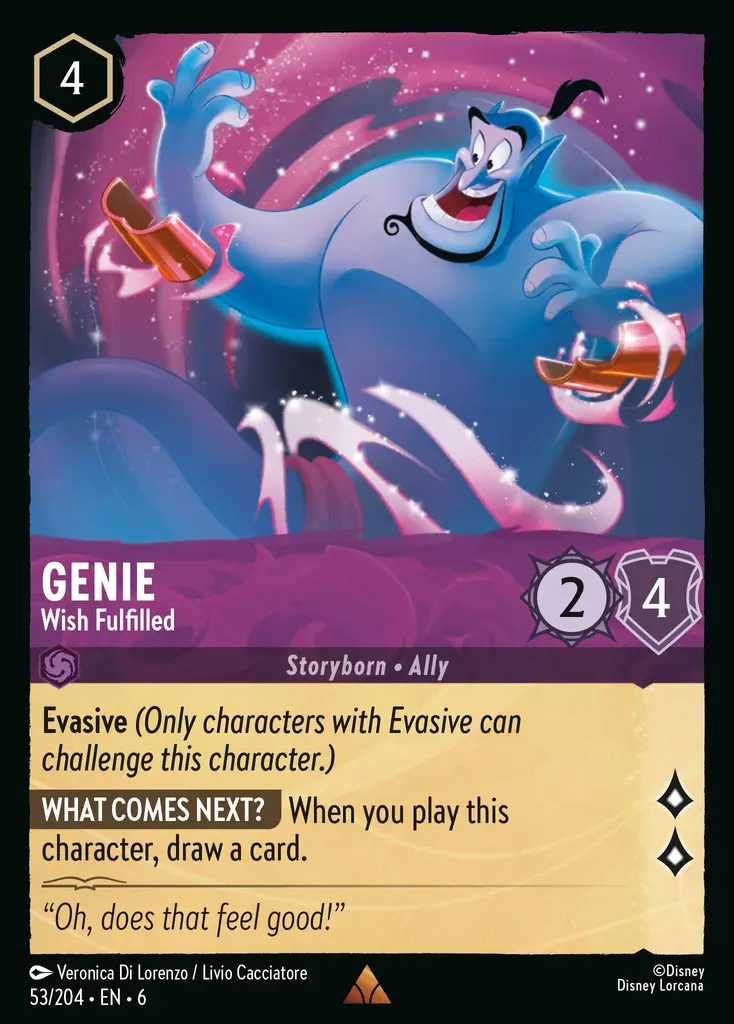 4
GENIE
Wish Fulfilled
2
4
Storyborn • Ally
Evasive (Only characters with Evasive can
challenge this character.)
WHAT COMES NEXT? When you play this
character, draw a card.
“Oh, does that feel good!”
Veronica Di Lorenzo / Livio Cacciatore
53/204 • EN • 6
©Disney
Disney Lorcana